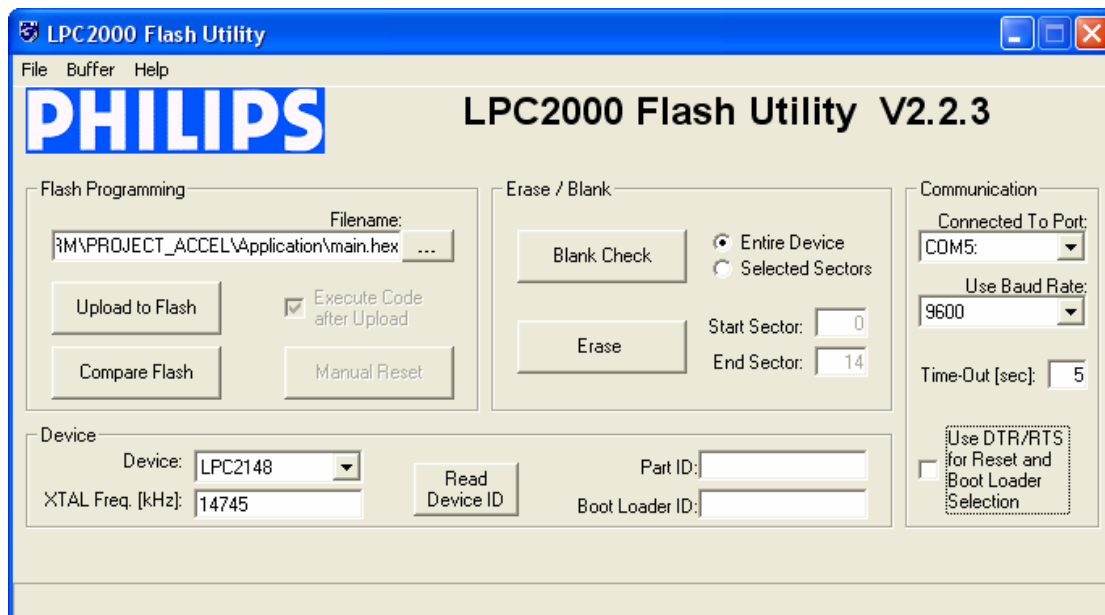 LPC2000 Flash Utility
File Buffer Help
PHILIPS
LPC2000 Flash Utility V2.2.3
Flash Programming
Filename:
RM\PROJECT_ACCEL\Application\main.hex ...
Upload to Flash
Execute Code
after Upload
Compare Flash
Manual Reset
Erase / Blank
Blank Check
Entire Device
Selected Sectors
Erase
Start Sector: 0
End Sector: 14
Communication
Connected To Port:
COM5:
Use Baud Rate:
9600
Time-Out [sec]: 5
Use DTR/RTS
for Reset and
Boot Loader
Selection
Device
Device: LPC2148
XTAL Freq. [kHz]: 14745
Read
Device ID
Part ID:
Boot Loader ID: